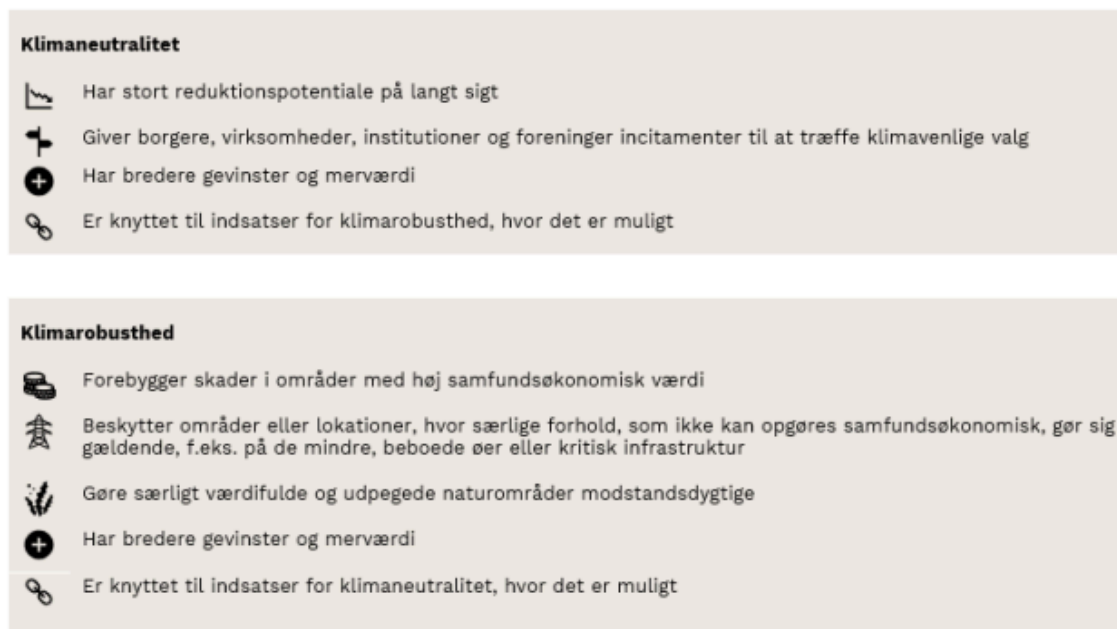 Klimaneutralitet
Har stort reduktionspotentiale på langt sigt
Giver borgere, virksomheder, institutioner og foreninger incitamenter til at træffe klimavenlige valg
Har bredere gevinster og merværdi
Er knyttet til indsatser for klimarobusthed, hvor det er muligt
Klimarobusthed
Forebygger skader i områder med høj samfundsøkonomisk værdi
Beskytter områder eller lokationer, hvor særlige forhold, som ikke kan opgøres samfundsøkonomisk, gør sig
gældende, f.eks. på de mindre, beboede øer eller kritisk infrastruktur
Gøre særligt værdifulde og udpegede naturområder modstandsdygtige
Har bredere gevinster og merværdi
Er knyttet til indsatser for klimaneutralitet, hvor det er muligt